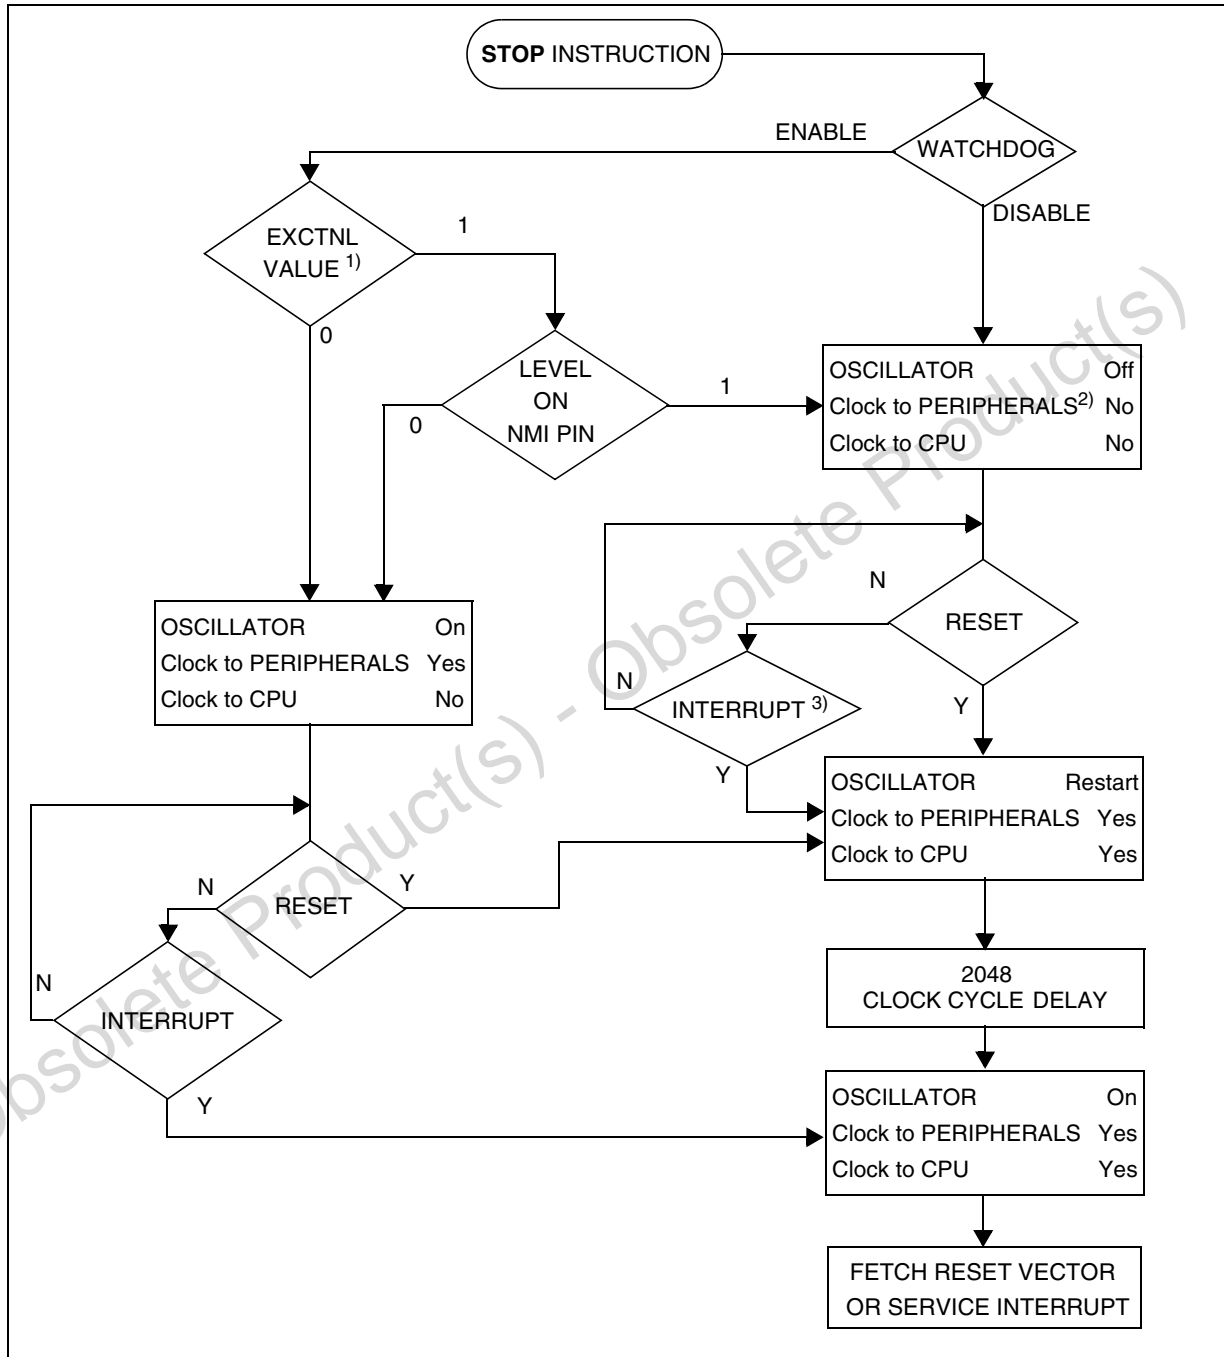 STOP INSTRUCTION
ENABLE
WATCHDOG
DISABLE
EXCTNL
VALUE 1)
1
0
LEVEL
ON
NMI PIN
1
0
OSCILLATOR Off
Clock to PERIPHERALS2) No
Clock to CPU No
N
RESET
Y
OSCILLATOR On
Clock to PERIPHERALS Yes
Clock to CPU No
N
INTERRUPT 3)
Y
OSCILLATOR Restart
Clock to PERIPHERALS Yes
Clock to CPU Yes
N
RESET
Y
N
INTERRUPT
Y
2048
CLOCK CYCLE DELAY
OSCILLATOR On
Clock to PERIPHERALS Yes
Clock to CPU Yes
FETCH RESET VECTOR
OR SERVICE INTERRUPT
Obsolete Product(s) - Obsolete Product(s)